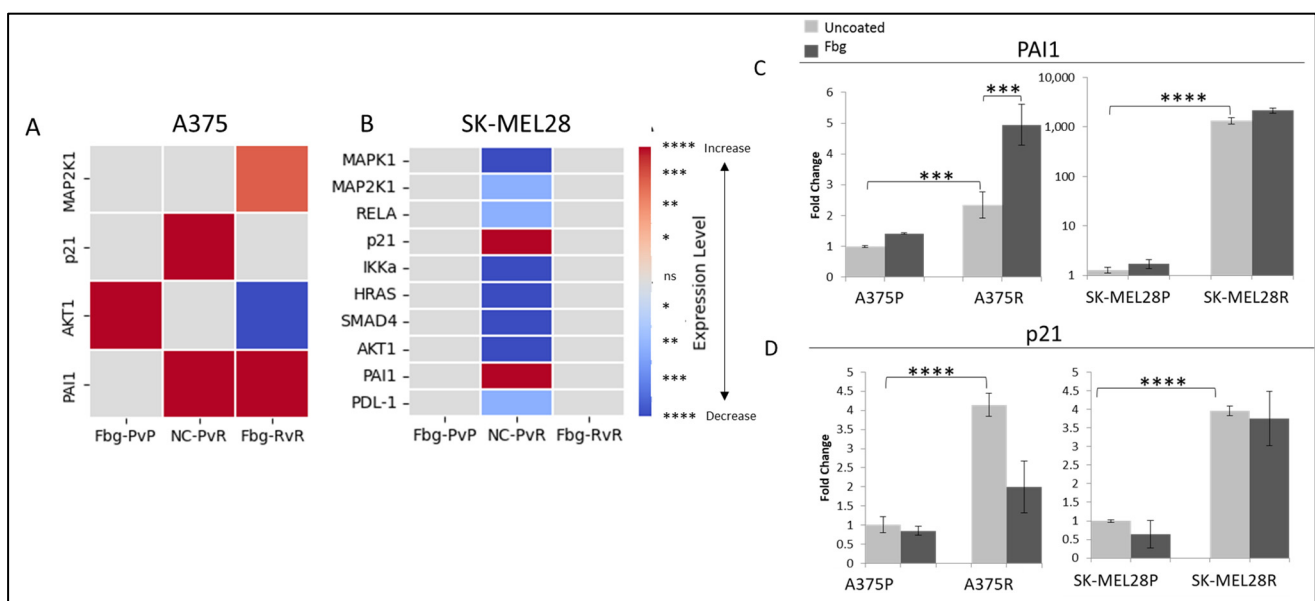 A
A375
MAP2K1
p21
AKT1
PAI1
Fbg-PvP
NC-PvR
Fbg-RvR
B
SK-MEL28
MAPK1
MAP2K1
RELA
p21
IKKa
HRAS
SMAD4
AKT1
PAI1
PDL-1
Fbg-PvP
NC-PvR
Fbg-RvR
**** Increase
***
**
*
ns
*
**
***
**** Decrease
Expression Level
Uncoated
Fbg
PAI1
C
Fold Change
6
5
4
3
2
1
0
***
***
A375P
A375R
10,000
1,000
100
10
1
****
SK-MEL28P
SK-MEL28R
p21
D
Fold Change
5
4.5
4
3.5
3
2.5
2
1.5
1
0.5
0
****
A375P
A375R
5
4.5
4
3.5
3
2.5
2
1.5
1
0.5
0
****
SK-MEL28P
SK-MEL28R